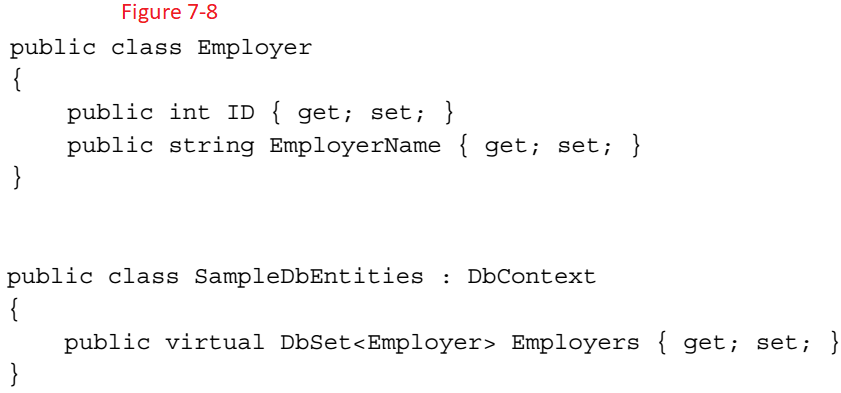 Figure 7-8
public class Employer
{
    public int ID { get; set; }
    public string EmployerName { get; set; }
}
public class SampleDbEntities : DbContext
{
    public virtual DbSet<Employer> Employers { get; set; }
}